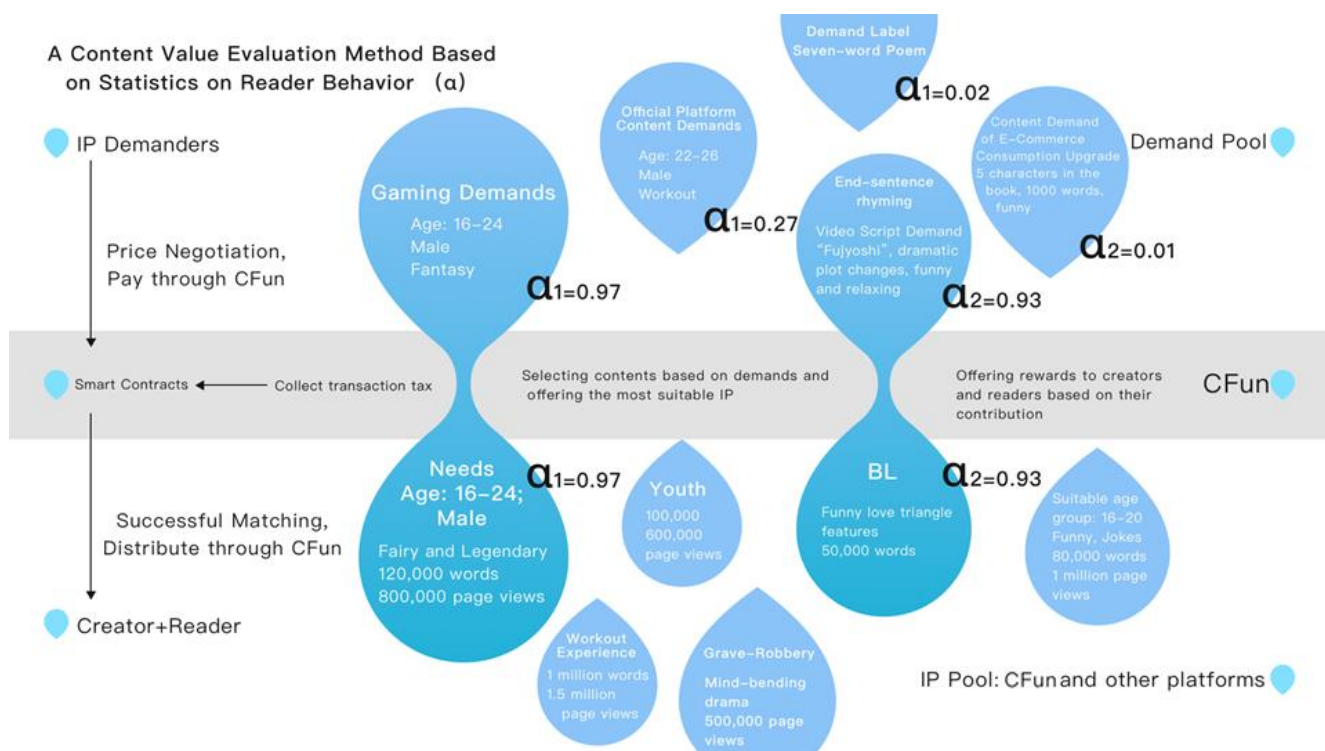 A Content Value Evaluation Method Based
on Statistics on Reader Behavior （α）
IP Demanders
Price Negotiation,
Pay through CFun
Smart Contracts
Collect transaction tax
Successful Matching,
Distribute through CFun
Creator+Reader
Gaming Demands
Age: 16-24
Male
Fantasy
α1=0.97
Official Platform
Content Demands
Age: 22-26
Male
Workout
α1=0.27
Demand Label
Seven-word Poem
α1=0.02
End-sentence
rhyming
Video Script Demand
“Fujyoshi”, dramatic
plot changes, funny
and relaxing
α2=0.93
Content Demand
of E-Commerce
Consumption Upgrade
5 characters in the
book, 1000 words,
funny
α2=0.01
Demand Pool
Selecting contents based on demands and
offering the most suitable IP
Offering rewards to creators
and readers based on their
contribution
CFun
Needs
Age: 16-24;
Male
Fairy and Legendary
120,000 words
800,000 page views
α1=0.97
Youth
100,000
600,000
page views
BL
Funny love triangle
features
50,000 words
α2=0.93
Suitable age
group: 16-20
Funny, Jokes
80,000 words
1 million page
views
Workout
Experience
1 million words
1.5 million
page views
Grave-Robbery
Mind-bending
drama
500,000 page
views
IP Pool: CFun and other platforms